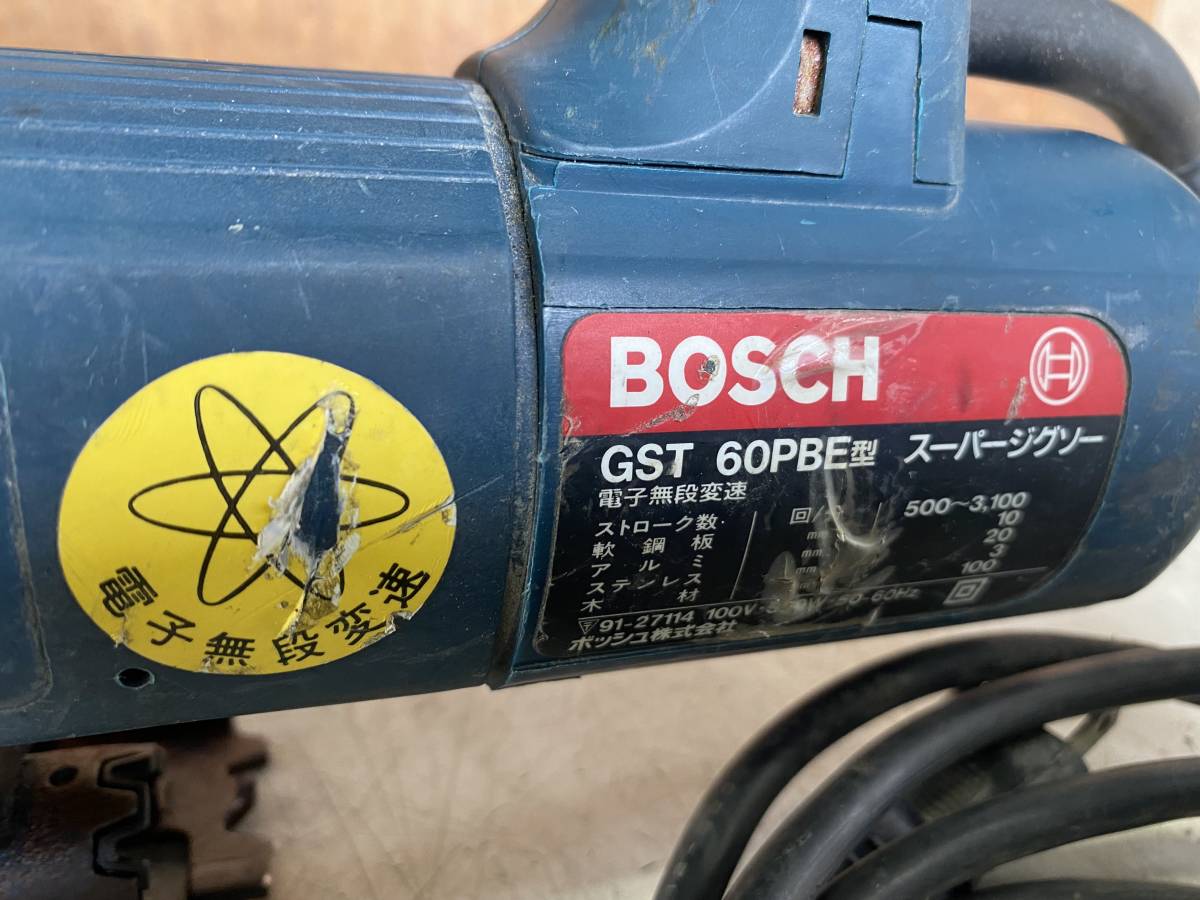 BOSCH
GST 60PBE型 スーパージグソー
電子無段変速
ストローク数 回/ 500～3,100
軟鋼板 mm 10
アルミ mm 20
ステンレス mm 3
木材 100
91-27114 100V 50-60Hz
ボッシュ株式会社
電子無段変速